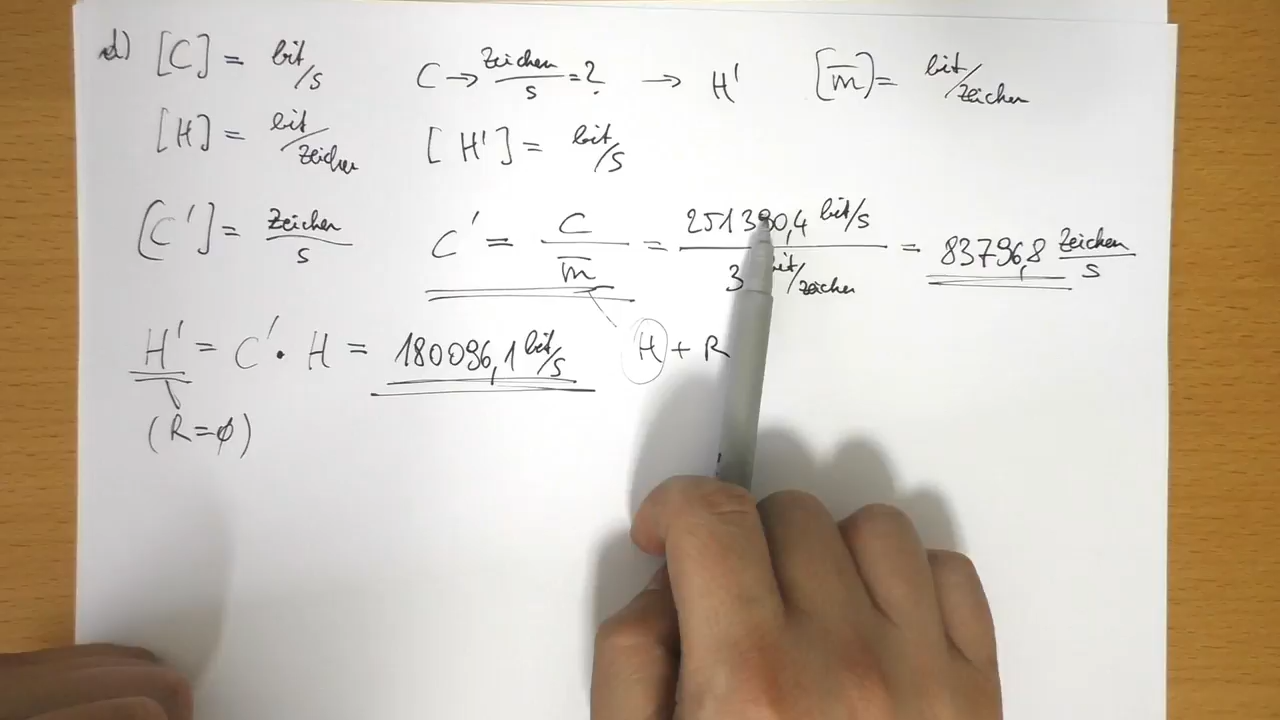 d) [C] = bit/s C → Zeichen/s = ? → H' [m̅] = bit/Zeichen
[H] = bit/Zeichen [H'] = bit/s
[C'] = Zeichen/s C' = C/m̅ = 251390,4 bit/s / 3 bit/Zeichen = 83796,8 Zeichen/s
H' = C' · H = 180096,1 bit/s H + R
(R=∅)